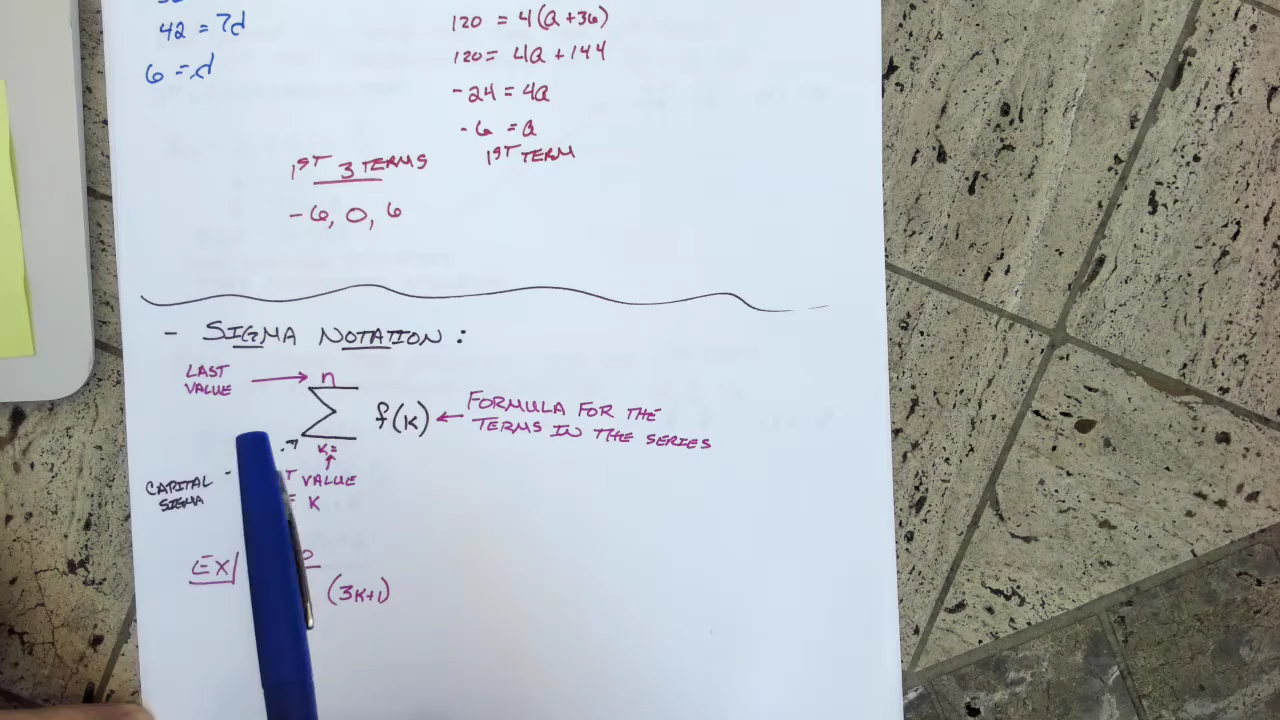 42 = 7d
6 = d
120 = 4(a+36)
120 = 4a + 144
-24 = 4a
-6 = a
1ST TERM
1ST 3 TERMS
-6, 0, 6
- SIGMA NOTATION:
LAST VALUE → n
∑ f(k) ← FORMULA FOR THE TERMS IN THE SERIES
k=
CAPITAL SIGMA
VALUE
= K
EX
(3k+1)